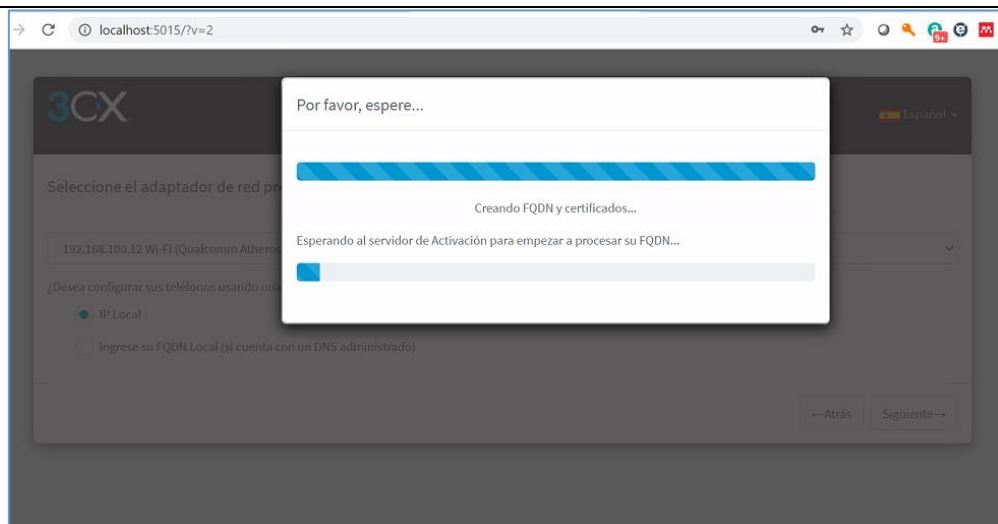 localhost:5015/?v=2
9+
3CX
Español
Por favor, espere...
Creando FQDN y certificados...
Esperando al servidor de Activación para empezar a procesar su FQDN...
Seleccione el adaptador de red
192.168.100.12 Wi-Fi (Qualcomm Atheros
¿Desea configurar sus teléfonos usando una
IP Local
Ingrese su FQDN Local (si cuenta con un DNS administrado)
←Atrás
Siguiente→